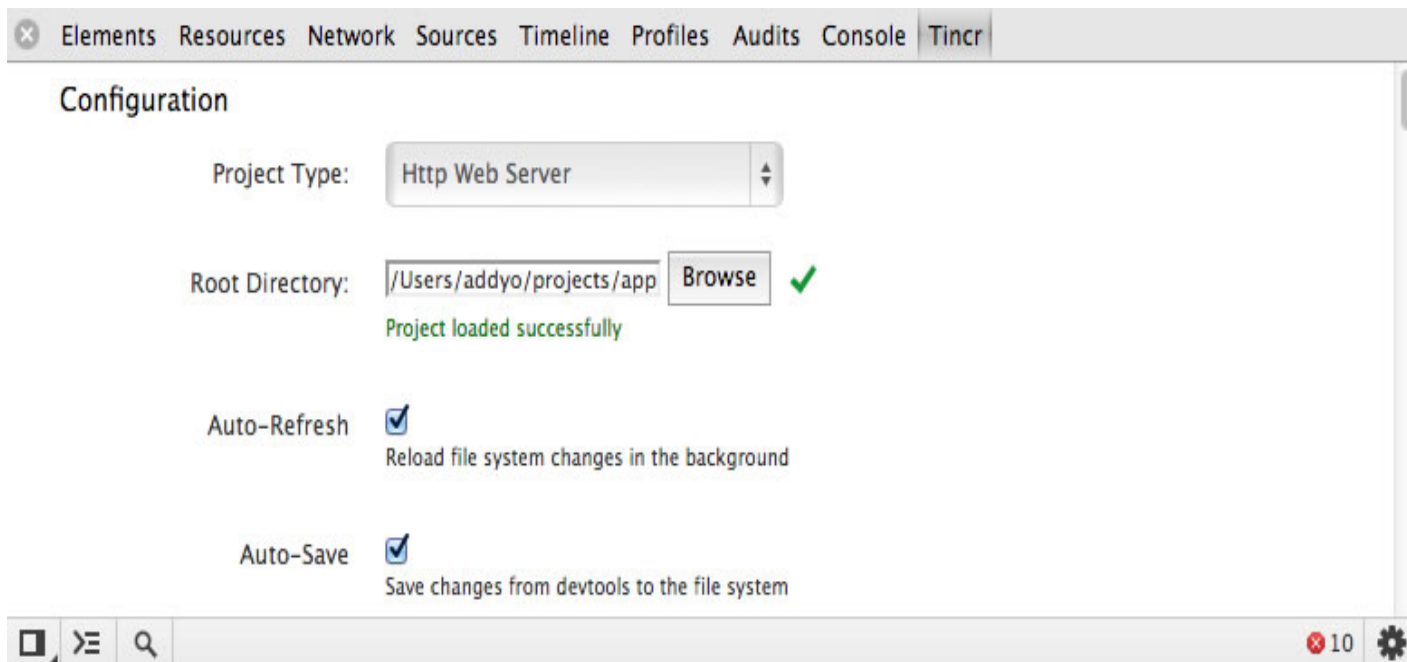 Elements Resources Network Sources Timeline Profiles Audits Console Tincr
Configuration
Project Type: Http Web Server
Root Directory: /Users/addyo/projects/app Browse
Project loaded successfully
Auto-Refresh
Reload file system changes in the background
Auto-Save
Save changes from devtools to the file system
10